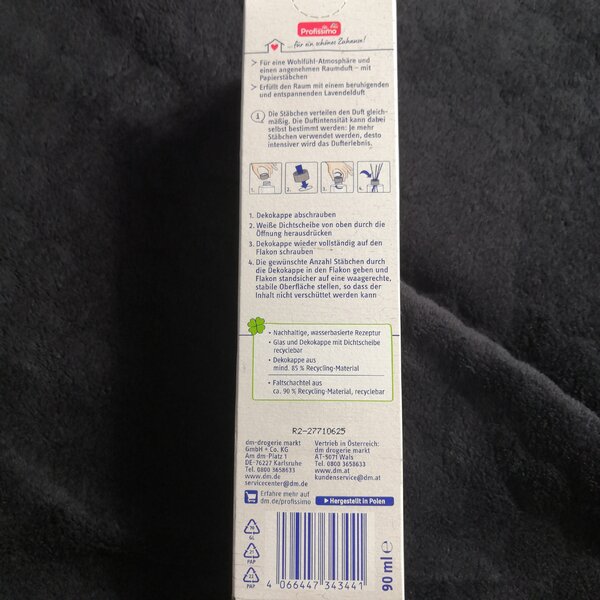 Profissimo
...für ein schönes Zuhause!
> Für eine Wohlfühl-Atmosphäre und
einen angenehmen Raumduft – mit
Papierstäbchen
> Erfüllt den Raum mit einem beruhigenden
und entspannenden Lavendelduft
i Die Stäbchen verteilen den Duft gleich-
mäßig. Die Duftintensität kann dabei
selbst bestimmt werden: Je mehr
Stäbchen verwendet werden, desto
intensiver wird das Dufterlebnis.
1. 2. 3. 4.
1. Dekokappe abschrauben
2. Weiße Dichtscheibe von oben durch die
Öffnung herausdrücken
3. Dekokappe wieder vollständig auf den
Flakon schrauben
4. Die gewünschte Anzahl Stäbchen durch
die Dekokappe in den Flakon geben und
Flakon standsicher auf eine waagerechte,
stabile Oberfläche stellen, so dass der
Inhalt nicht verschüttet werden kann
• Nachhaltige, wasserbasierte Rezeptur
• Glas und Dekokappe mit Dichtscheibe
recyclebar
• Dekokappe aus
mind. 85 % Recycling-Material
• Faltschachtel aus
ca. 90 % Recycling-Material, recyclebar
R2-27710625
dm-drogerie markt
GmbH + Co. KG
Am dm-Platz 1
DE-76227 Karlsruhe
Tel. 0800 3658633
www.dm.de
servicecenter@dm.de
Vertrieb in Österreich:
dm drogerie markt
AT-5071 Wals
Tel. 0800 3658633
www.dm.at
kundenservice@dm.at
Erfahre mehr auf
dm.de/profissimo
Hergestellt in Polen
70
GL
21
PAP
22
PAP
4 066447 343441
90 ml e